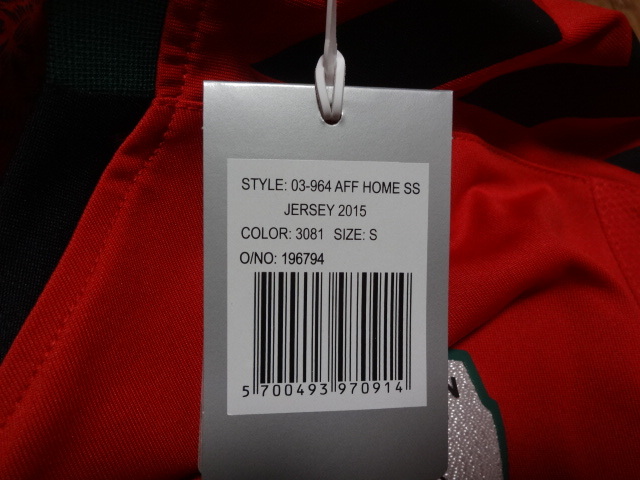 STYLE: 03-964 AFF HOME SS
JERSEY 2015
COLOR: 3081 SIZE: S
O/NO: 196794
5 700493 970914
N